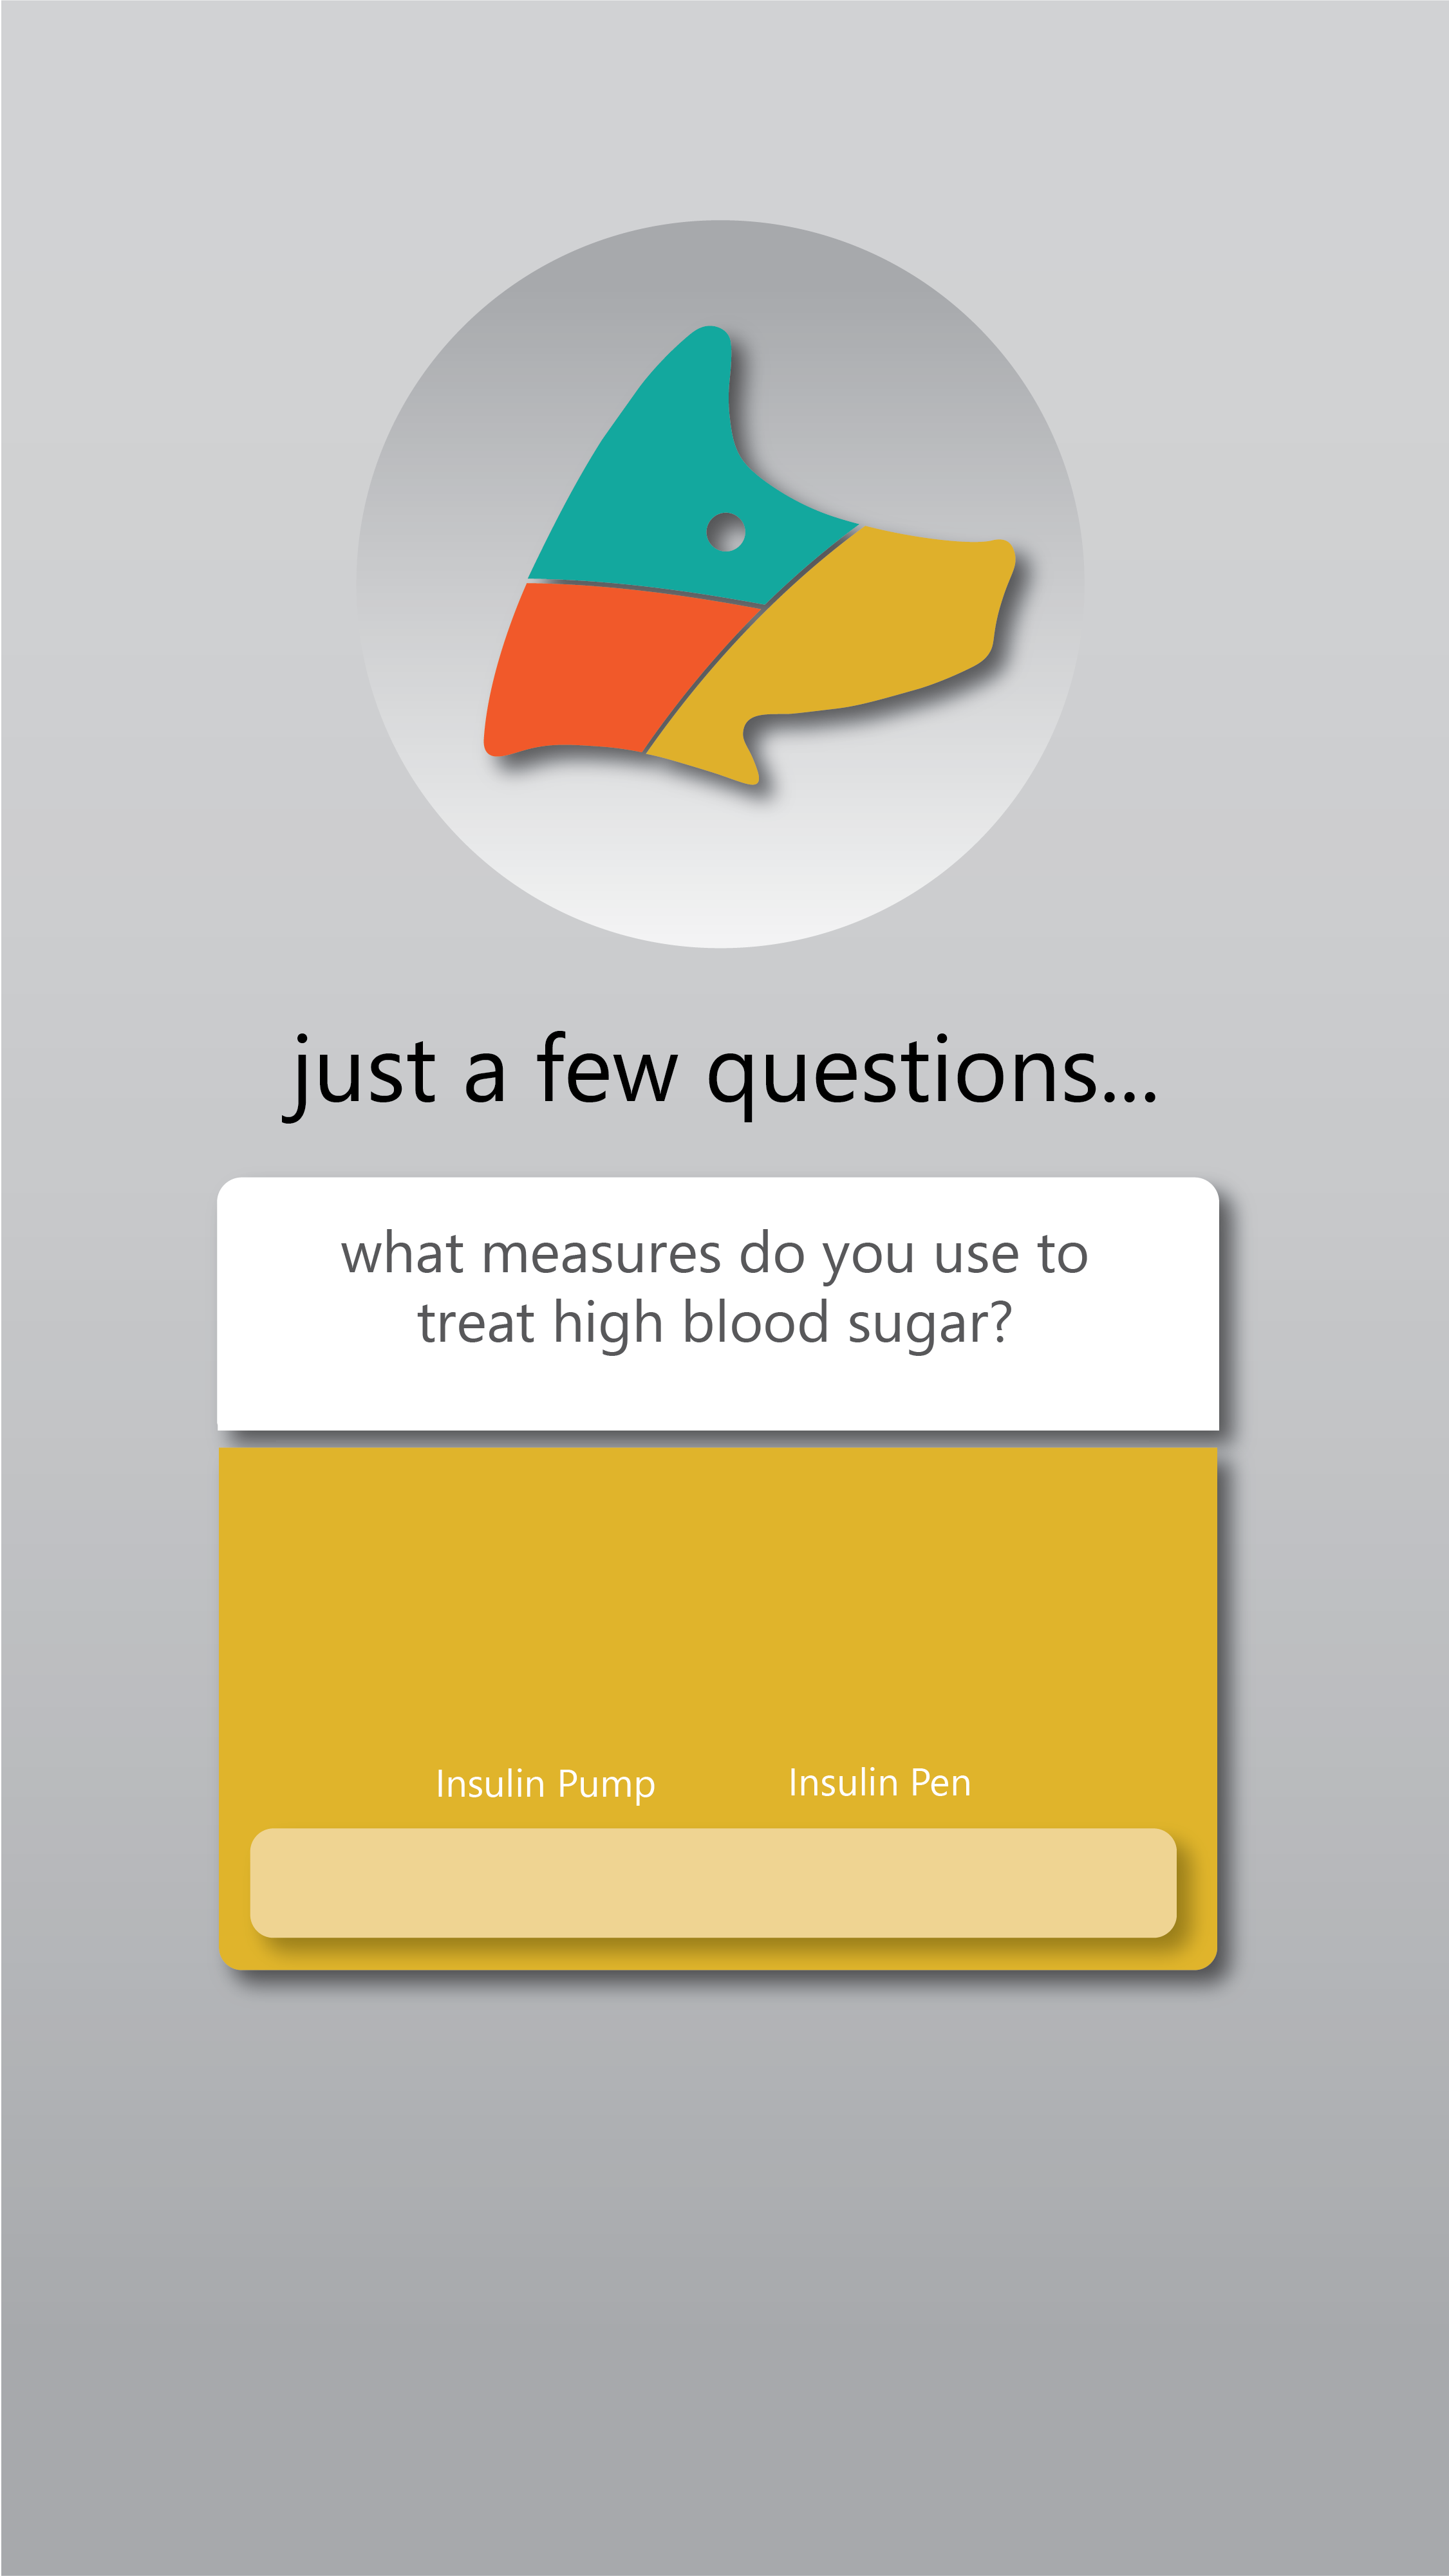 just a few questions...
what measures do you use to
treat high blood sugar?
Insulin Pump Insulin Pen